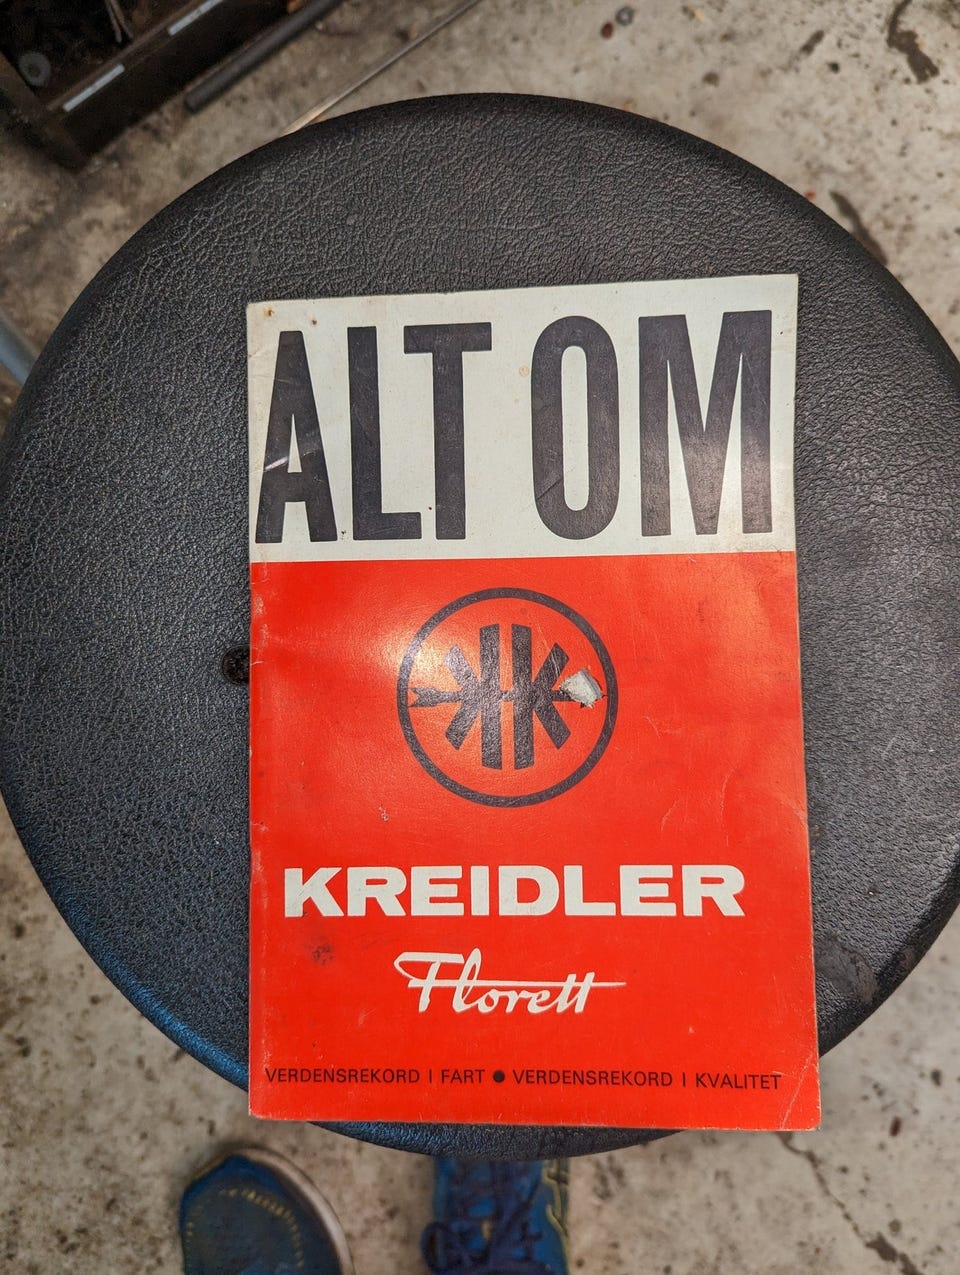 ALT OM
KREIDLER
Florett
VERDENSREKORD I FART ● VERDENSREKORD I KVALITET